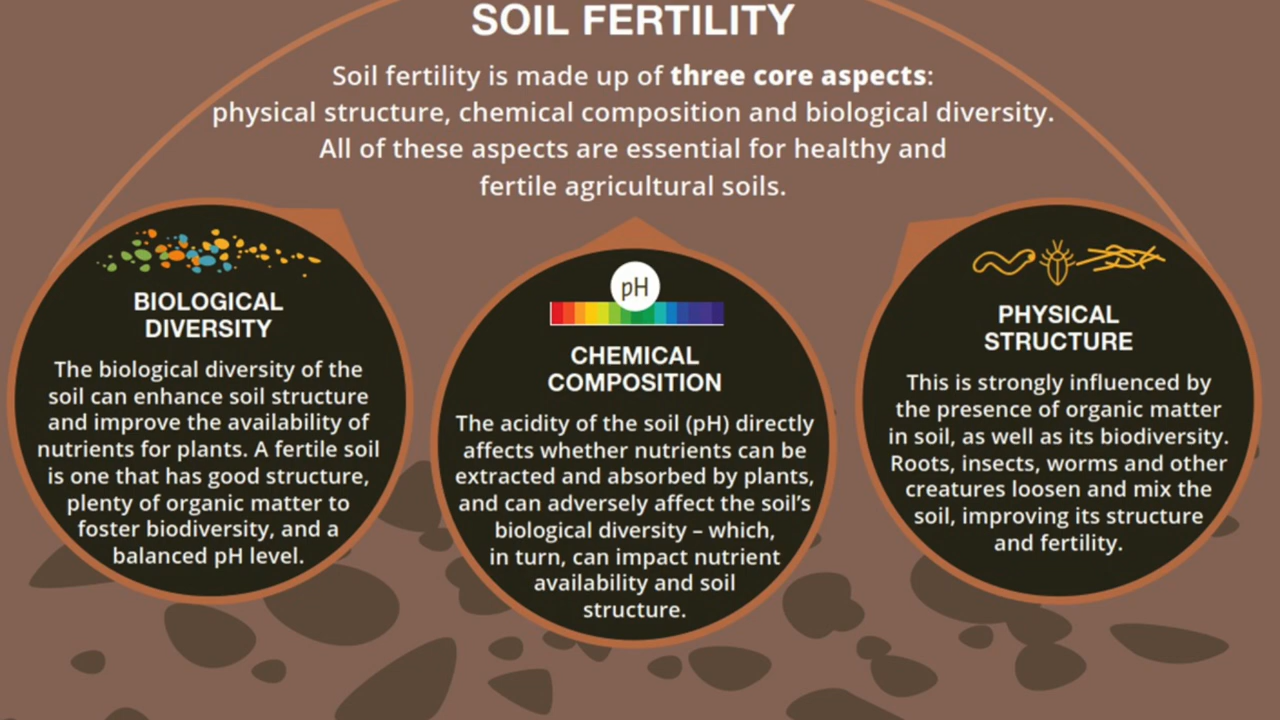 SOIL FERTILITY
Soil fertility is made up of three core aspects:
physical structure, chemical composition and biological diversity.
All of these aspects are essential for healthy and
fertile agricultural soils.
BIOLOGICAL
DIVERSITY
The biological diversity of the
soil can enhance soil structure
and improve the availability of
nutrients for plants. A fertile soil
is one that has good structure,
plenty of organic matter to
foster biodiversity, and a
balanced pH level.
pH
CHEMICAL
COMPOSITION
The acidity of the soil (pH) directly
affects whether nutrients can be
extracted and absorbed by plants,
and can adversely affect the soil’s
biological diversity – which,
in turn, can impact nutrient
availability and soil
structure.
PHYSICAL
STRUCTURE
This is strongly influenced by
the presence of organic matter
in soil, as well as its biodiversity.
Roots, insects, worms and other
creatures loosen and mix the
soil, improving its structure
and fertility.